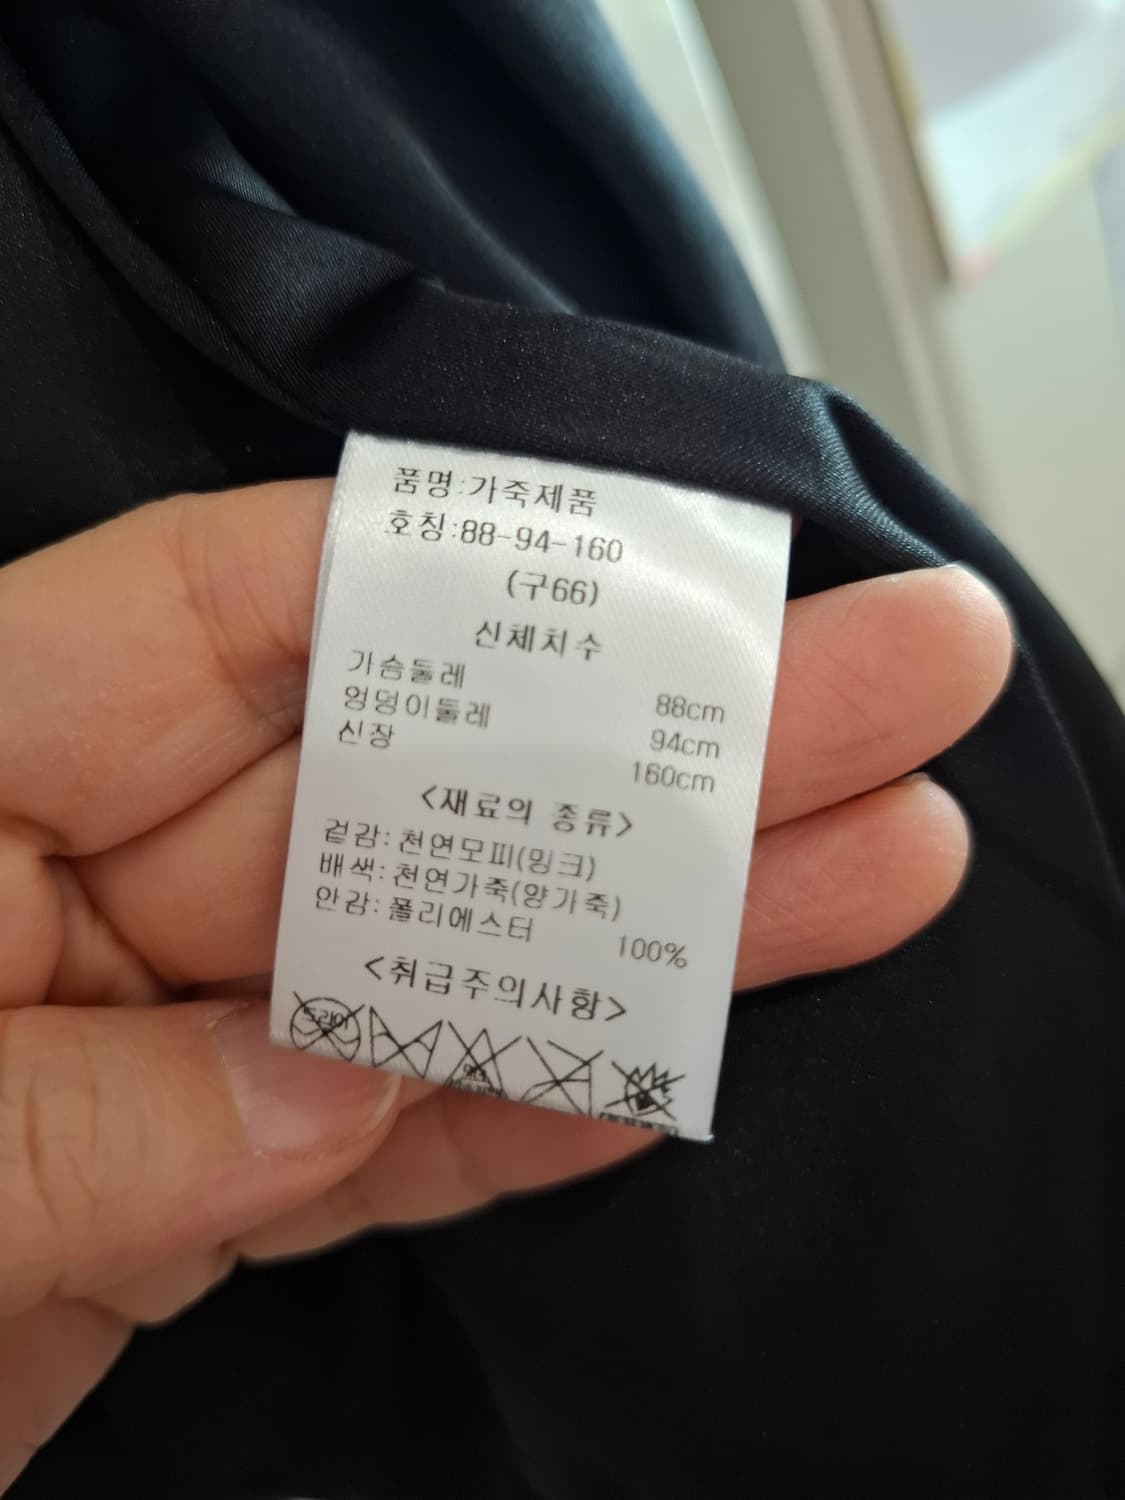 품명:가죽제품
호칭:88-94-160
(구66)
신체치수
가슴둘레 88cm
엉덩이둘레 94cm
신장 160cm
<재료의 종류>
겉감:천연모피(밍크)
배색:천연가죽(양가죽)
안감:폴리에스터 100%
<취급주의사항>
드라이